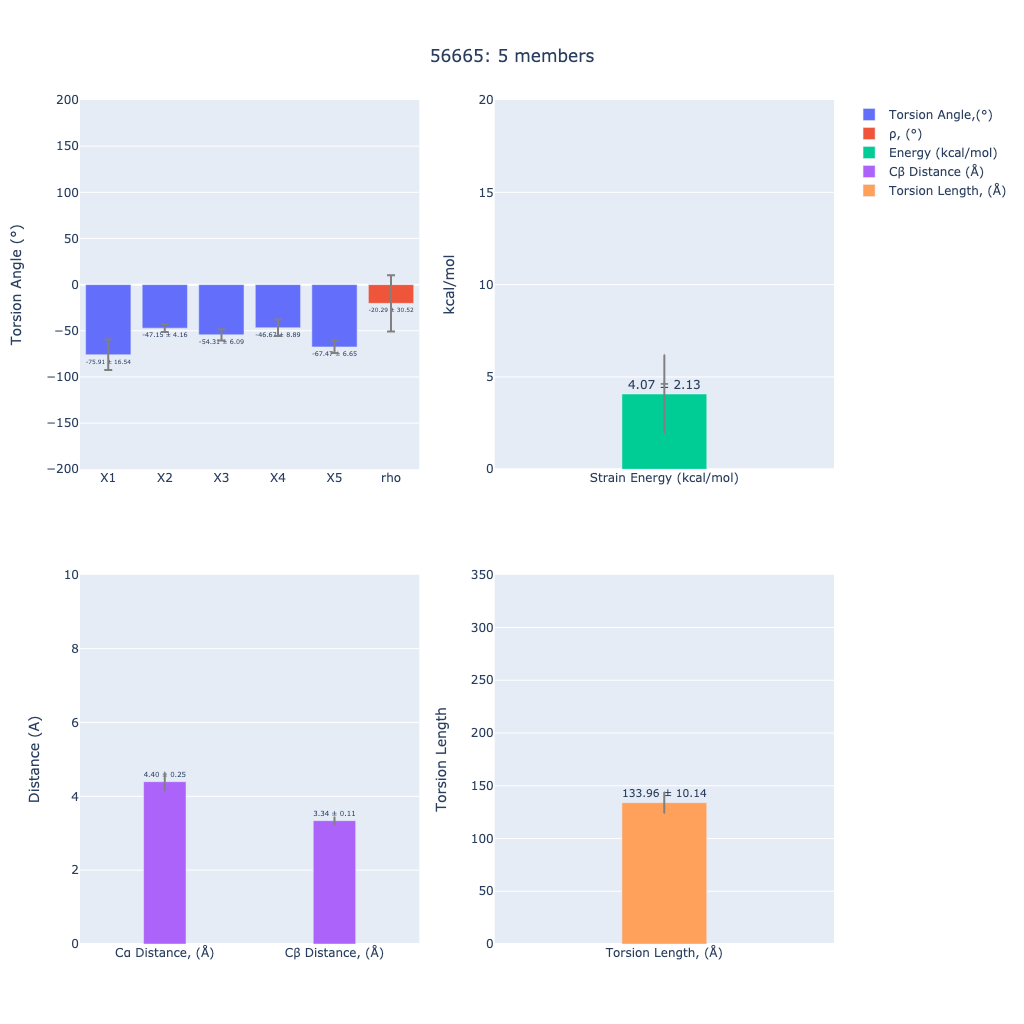 56665: 5 members
Torsion Angle (°)
200
150
100
50
0
−50
−100
−150
−200
-75.91 ± 16.54
-47.15 ± 4.16
-54.31 ± 6.09
-46.67 ± 8.89
-67.47 ± 6.65
-20.29 ± 30.52
X1 X2 X3 X4 X5 rho
kcal/mol
20
15
10
5
0
4.07 ± 2.13
Strain Energy (kcal/mol)
Torsion Angle,(°)
ρ, (°)
Energy (kcal/mol)
Cβ Distance (Å)
Torsion Length, (Å)
Distance (A)
10
8
6
4
2
0
4.40 ± 0.25
3.34 ± 0.11
Cα Distance, (Å) Cβ Distance, (Å)
Torsion Length
350
300
250
200
150
100
50
0
133.96 ± 10.14
Torsion Length, (Å)